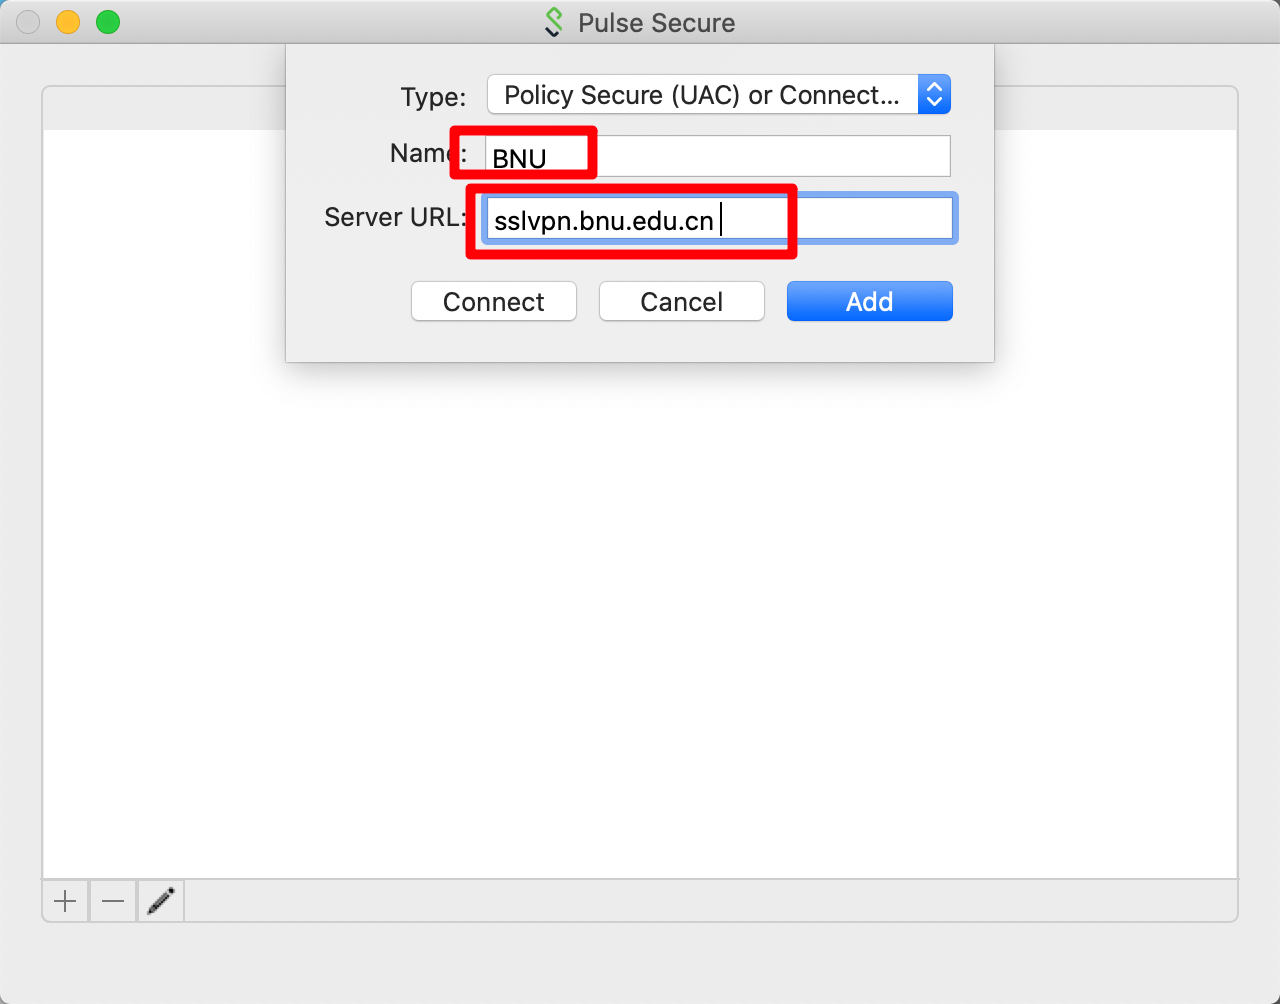 Pulse Secure
Type: Policy Secure (UAC) or Connect...
Name: BNU
Server URL: sslvpn.bnu.edu.cn
Connect Cancel Add